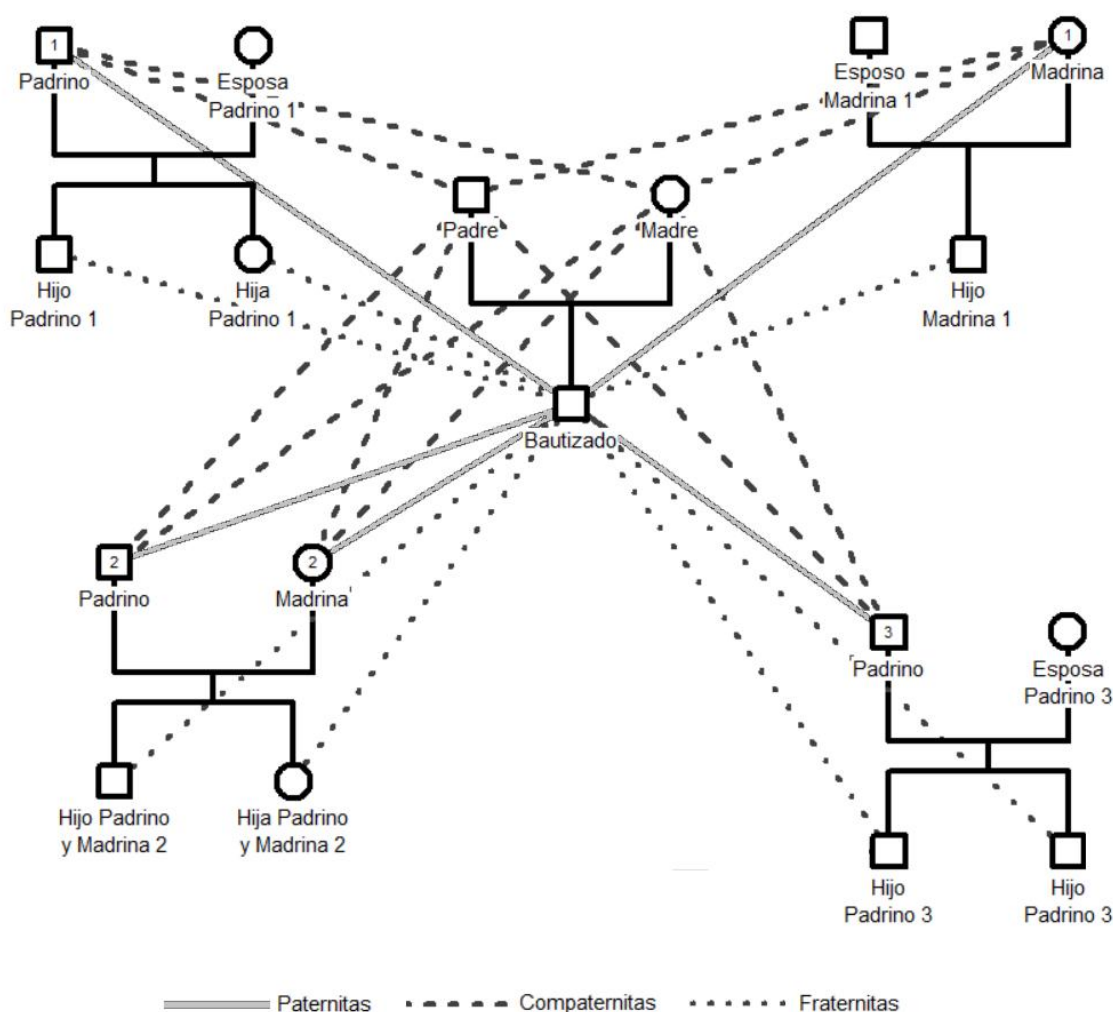 1
Padrino
Esposa
Padrino 1
Esposo
Madrina 1
1
Madrina
Padre
Madre
Hijo
Padrino 1
Hija
Padrino 1
Hijo
Madrina 1
Bautizado
2
Padrino
2
Madrina
3
Padrino
Esposa
Padrino 3
Hijo Padrino
y Madrina 2
Hija Padrino
y Madrina 2
Hijo
Padrino 3
Hijo
Padrino 3
Paternitas
Compaternitas
Fraternitas